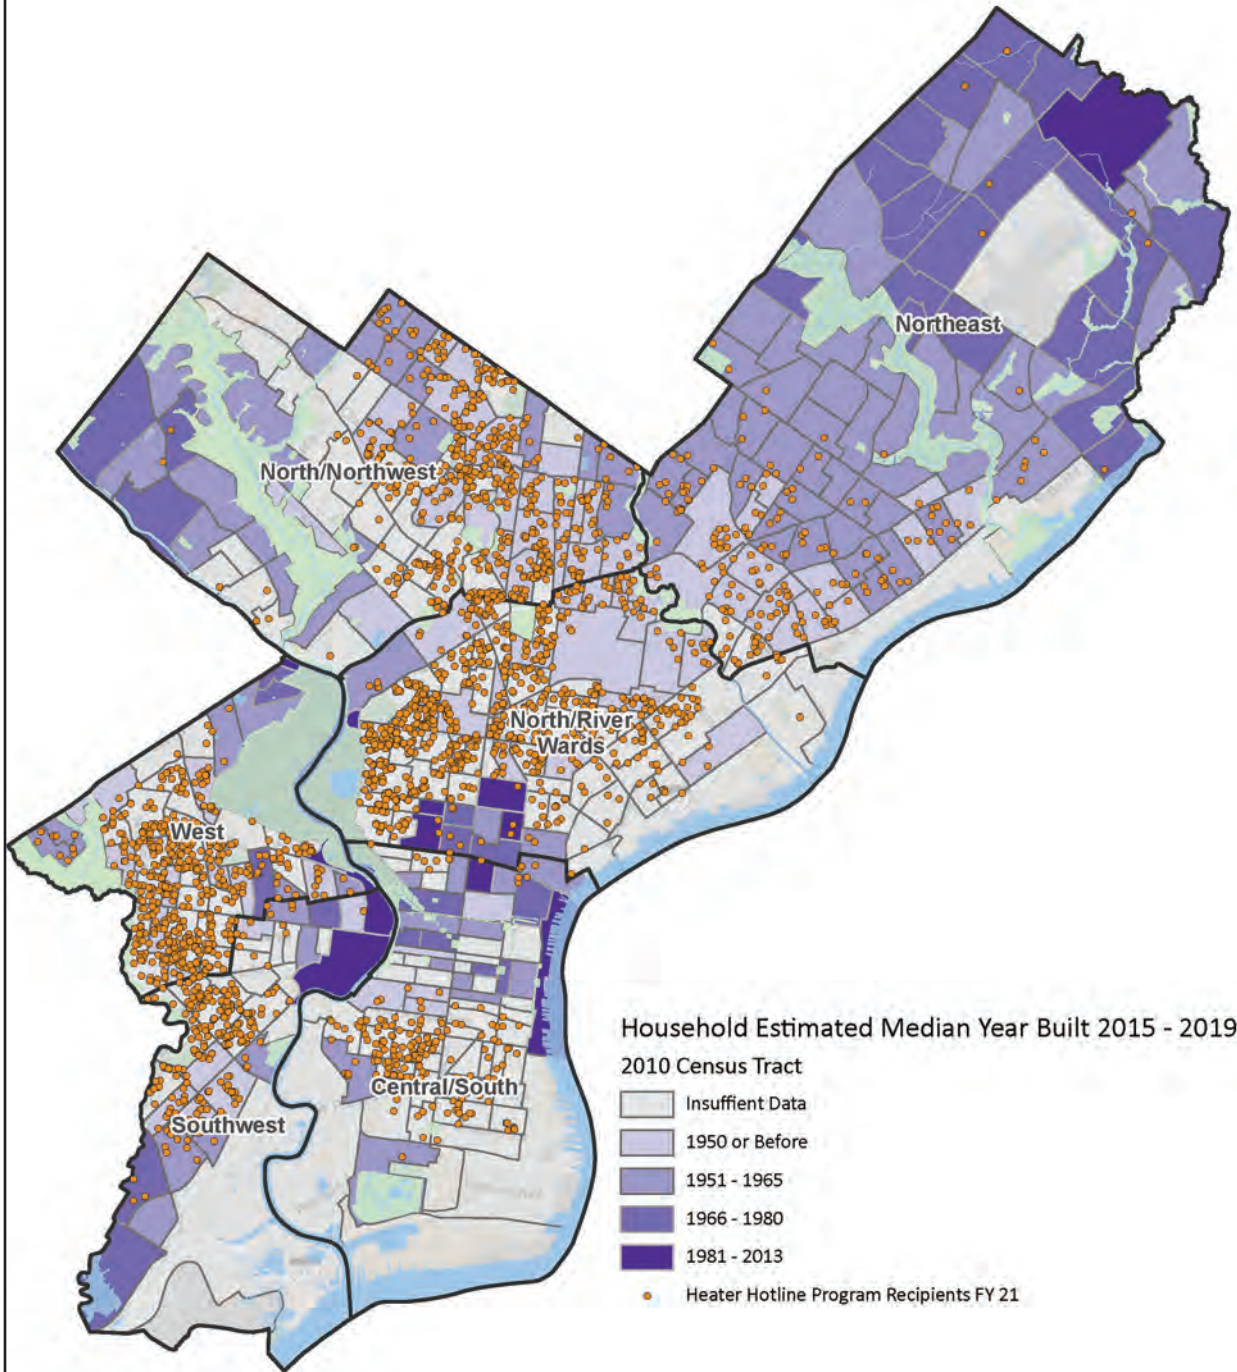 Northeast
North/Northwest
North/River
Wards
West
Central/South
Southwest
Household Estimated Median Year Built 2015 - 2019
2010 Census Tract
Insuffient Data
1950 or Before
1951 - 1965
1966 - 1980
1981 - 2013
Heater Hotline Program Recipients FY 21